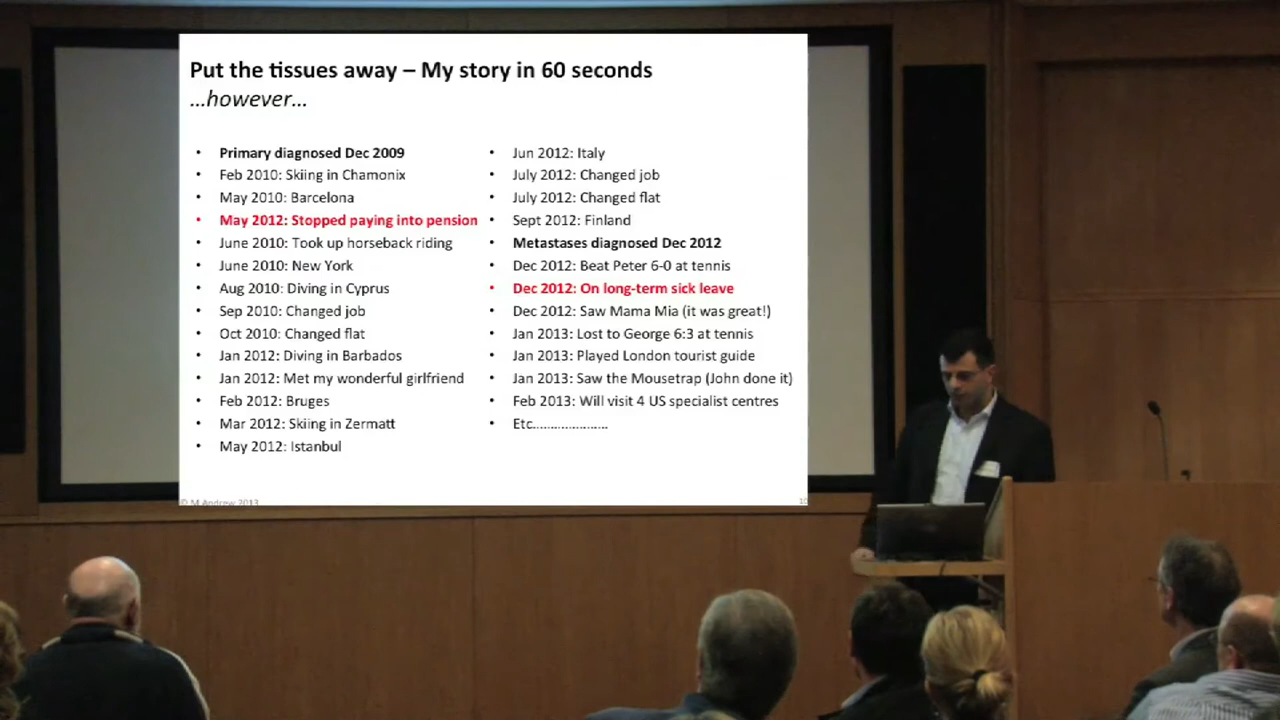 Put the tissues away – My story in 60 seconds
…however…
• Primary diagnosed Dec 2009
• Feb 2010: Skiing in Chamonix
• May 2010: Barcelona
• May 2012: Stopped paying into pension
• June 2010: Took up horseback riding
• June 2010: New York
• Aug 2010: Diving in Cyprus
• Sep 2010: Changed job
• Oct 2010: Changed flat
• Jan 2012: Diving in Barbados
• Jan 2012: Met my wonderful girlfriend
• Feb 2012: Bruges
• Mar 2012: Skiing in Zermatt
• May 2012: Istanbul
• Jun 2012: Italy
• July 2012: Changed job
• July 2012: Changed flat
• Sept 2012: Finland
• Metastases diagnosed Dec 2012
• Dec 2012: Beat Peter 6-0 at tennis
• Dec 2012: On long-term sick leave
• Dec 2012: Saw Mama Mia (it was great!)
• Jan 2013: Lost to George 6:3 at tennis
• Jan 2013: Played London tourist guide
• Jan 2013: Saw the Mousetrap (John done it)
• Feb 2013: Will visit 4 US specialist centres
• Etc…………………
© M Andrew 2013
10